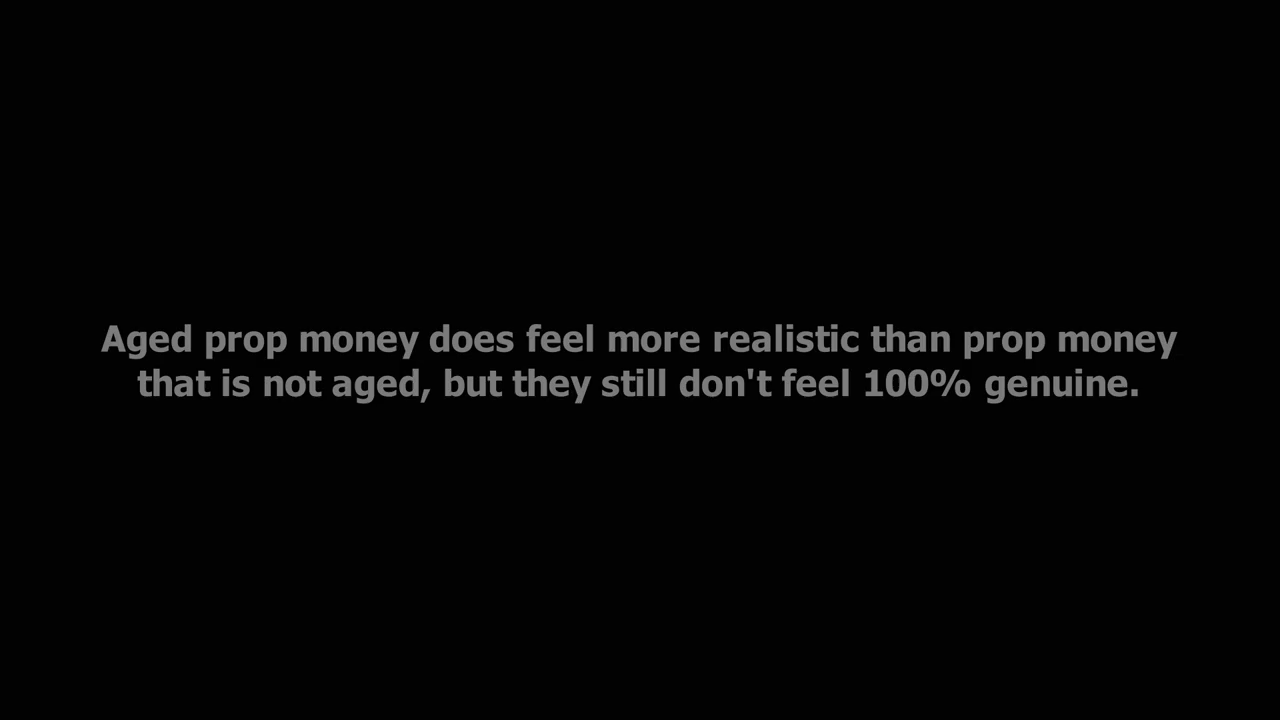 Aged prop money does feel more realistic than prop money
that is not aged, but they still don't feel 100% genuine.